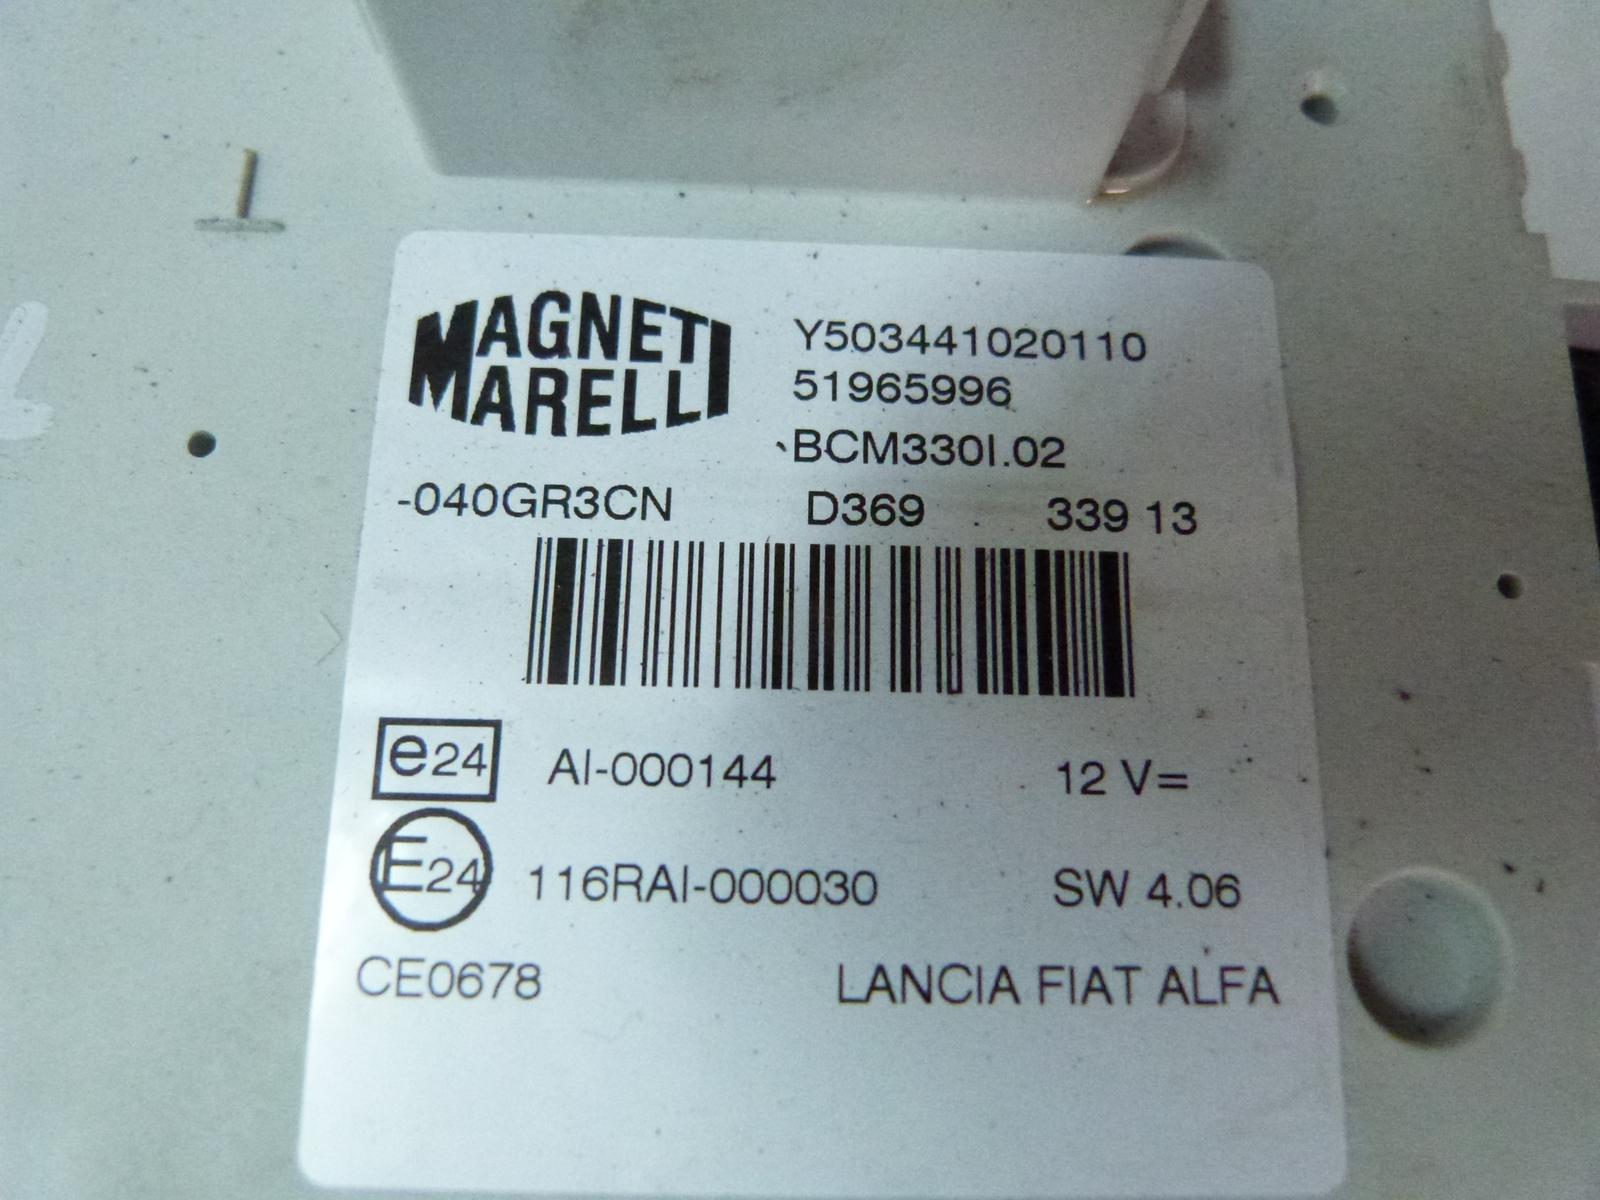 MAGNETI
MARELLI
Y503441020110
51965996
BCM330I.02
-040GR3CN D369 339 13
e24 AI-000144 12 V=
E24 116RAI-000030 SW 4.06
CE0678 LANCIA FIAT ALFA